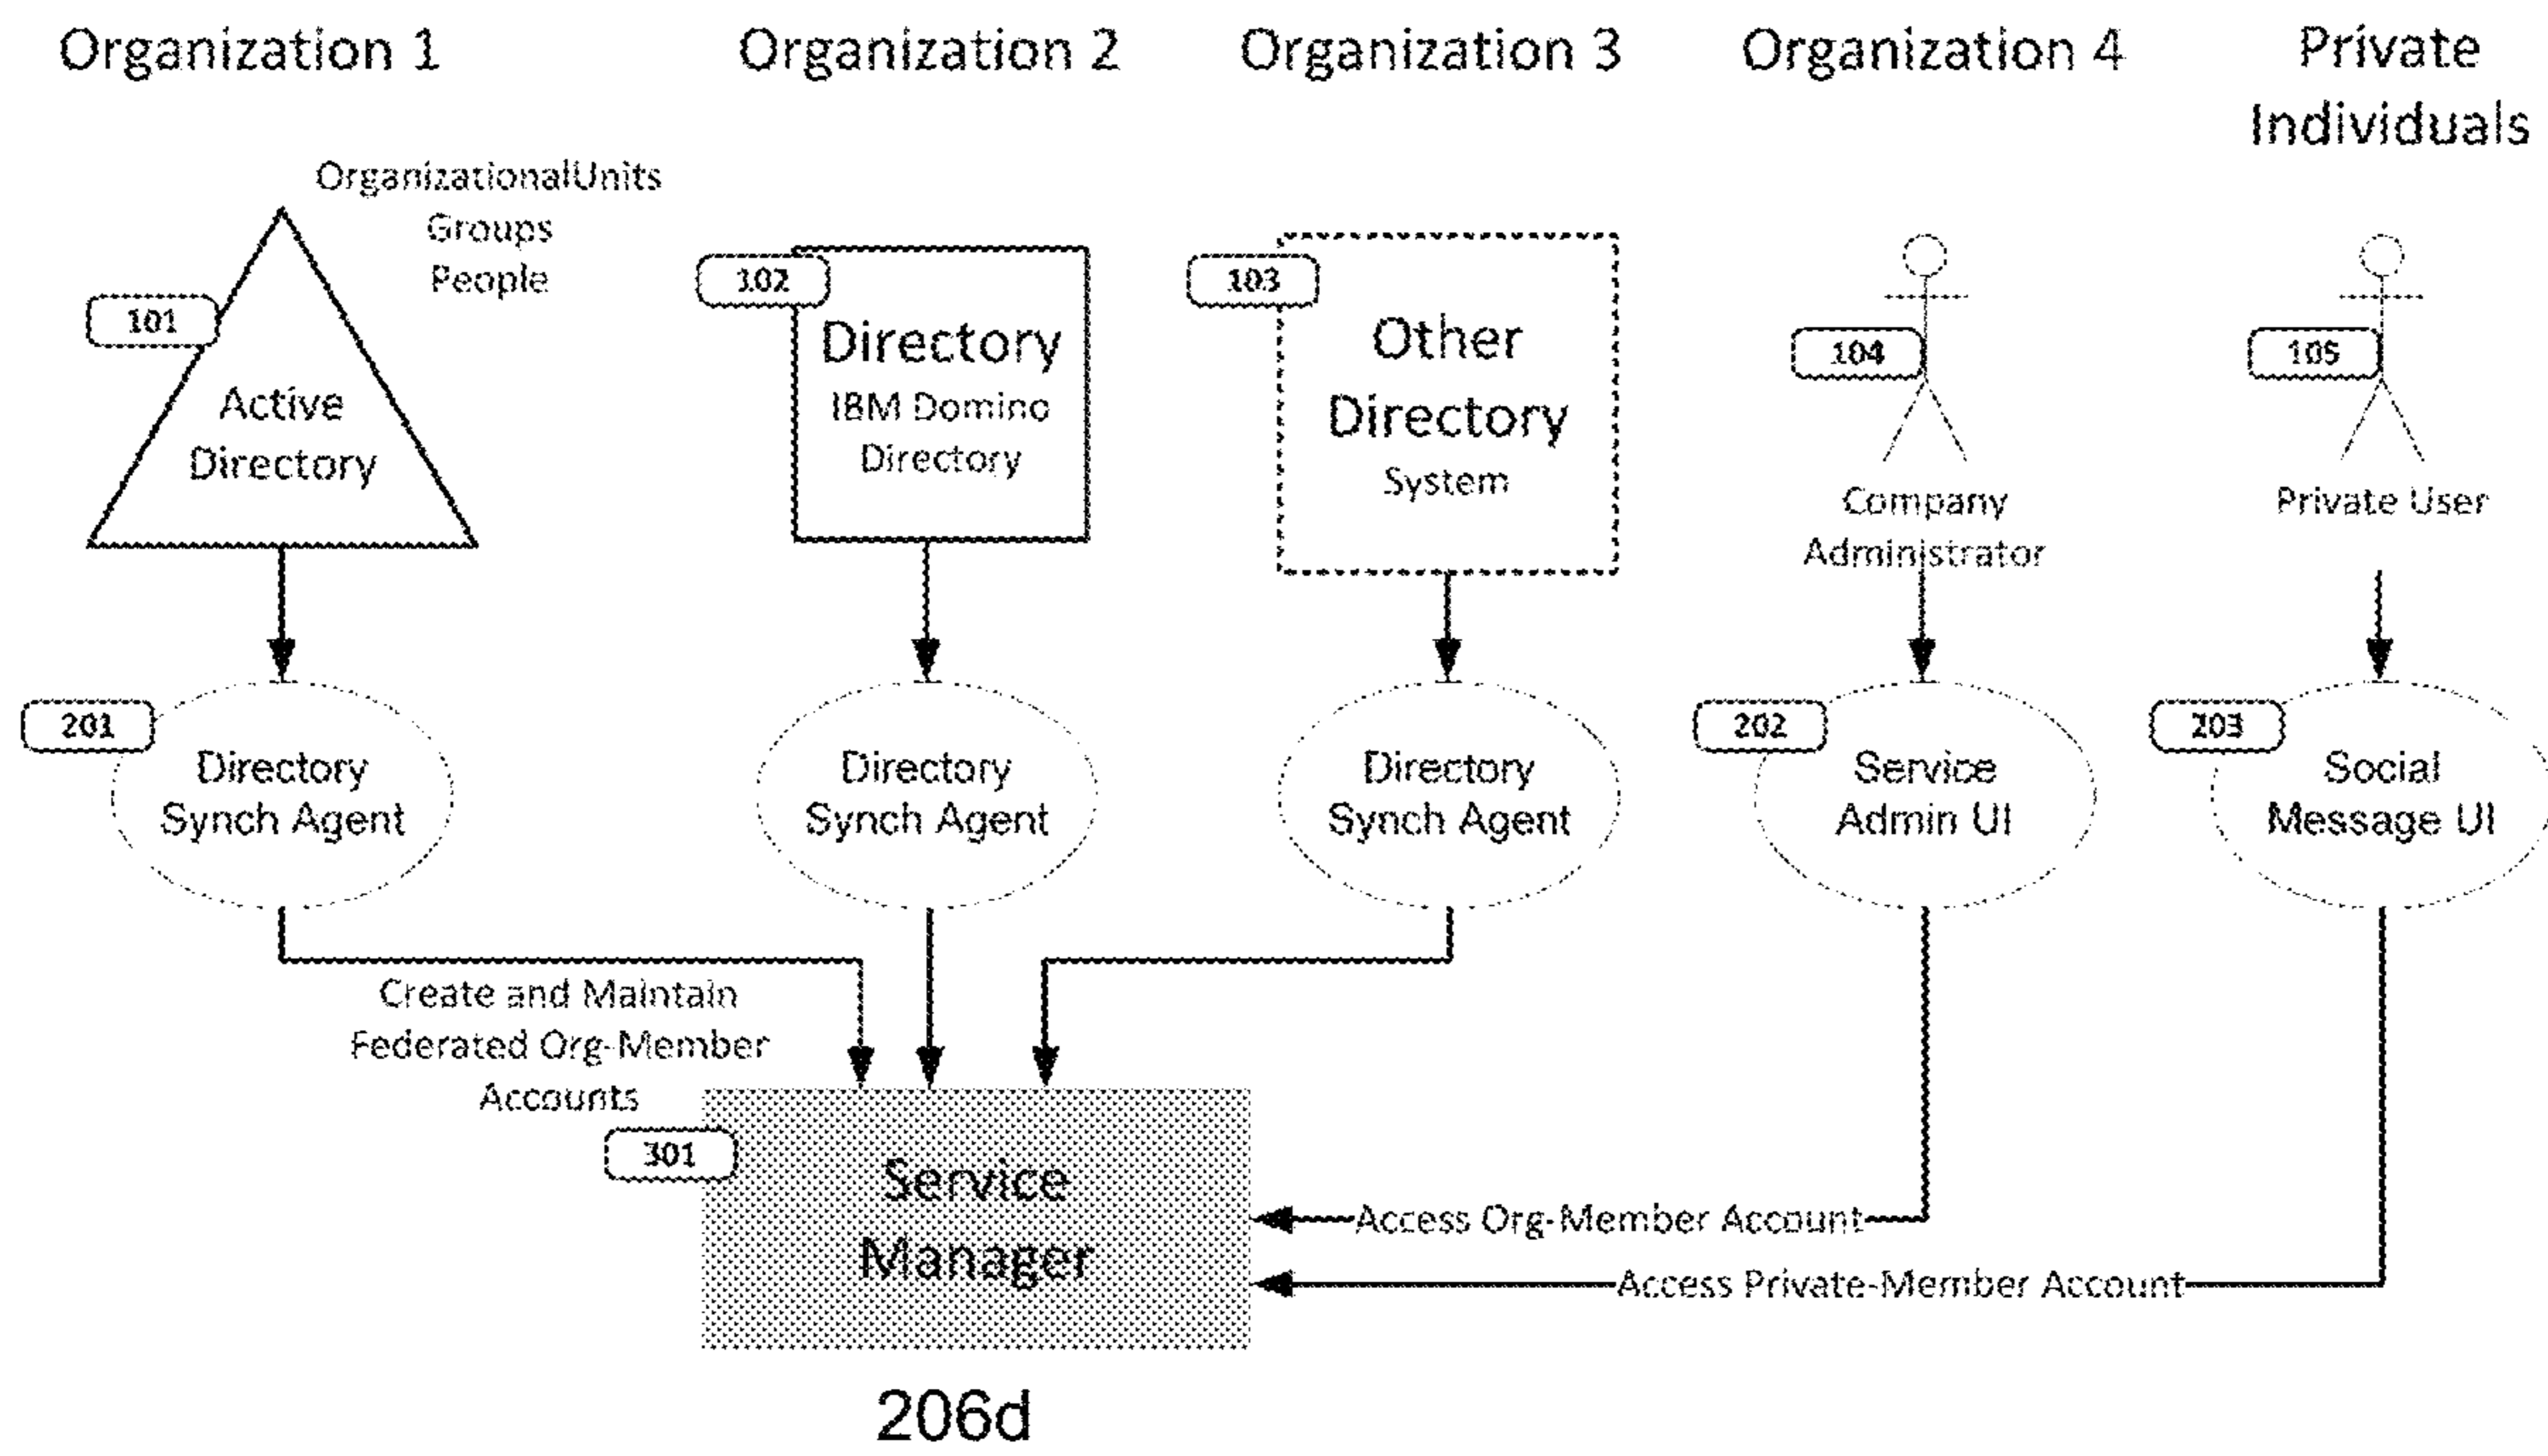 Organization 1
Organization 2
Organization 3
Organization 4
Private
Individuals
OrganizationalUnits
Groups
People
101
Active
Directory
102
Directory
IBM Domino
Directory
103
Other
Directory
System
104
Company
Administrator
105
Private User
201
Directory
Synch Agent
Directory
Synch Agent
Directory
Synch Agent
202
Service
Admin UI
203
Social
Message UI
Create and Maintain
Federated Org-Member
Accounts
301
Service
Manager
Access Org-Member Account
Access Private-Member Account
206d